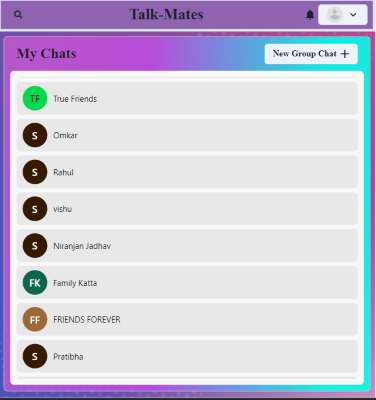 Talk-Mates
My Chats
New Group Chat
TF True Friends
S Omkar
S Rahul
S vishu
S Niranjan Jadhav
FK Family Katta
FF FRIENDS FOREVER
S Pratibha